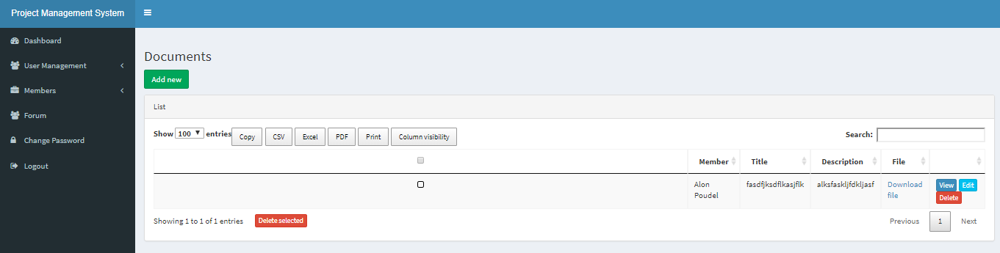 Project Management System
Dashboard
User Management
Members
Forum
Change Password
Logout
Documents
Add new
List
Show 100 entries Copy CSV Excel PDF Print Column visibility Search:
Member Title Description File
Alon Poudel fasdfjksdflkasjflk alksfaskljfdkljasf Download file View Edit Delete
Showing 1 to 1 of 1 entries Delete selected Previous 1 Next